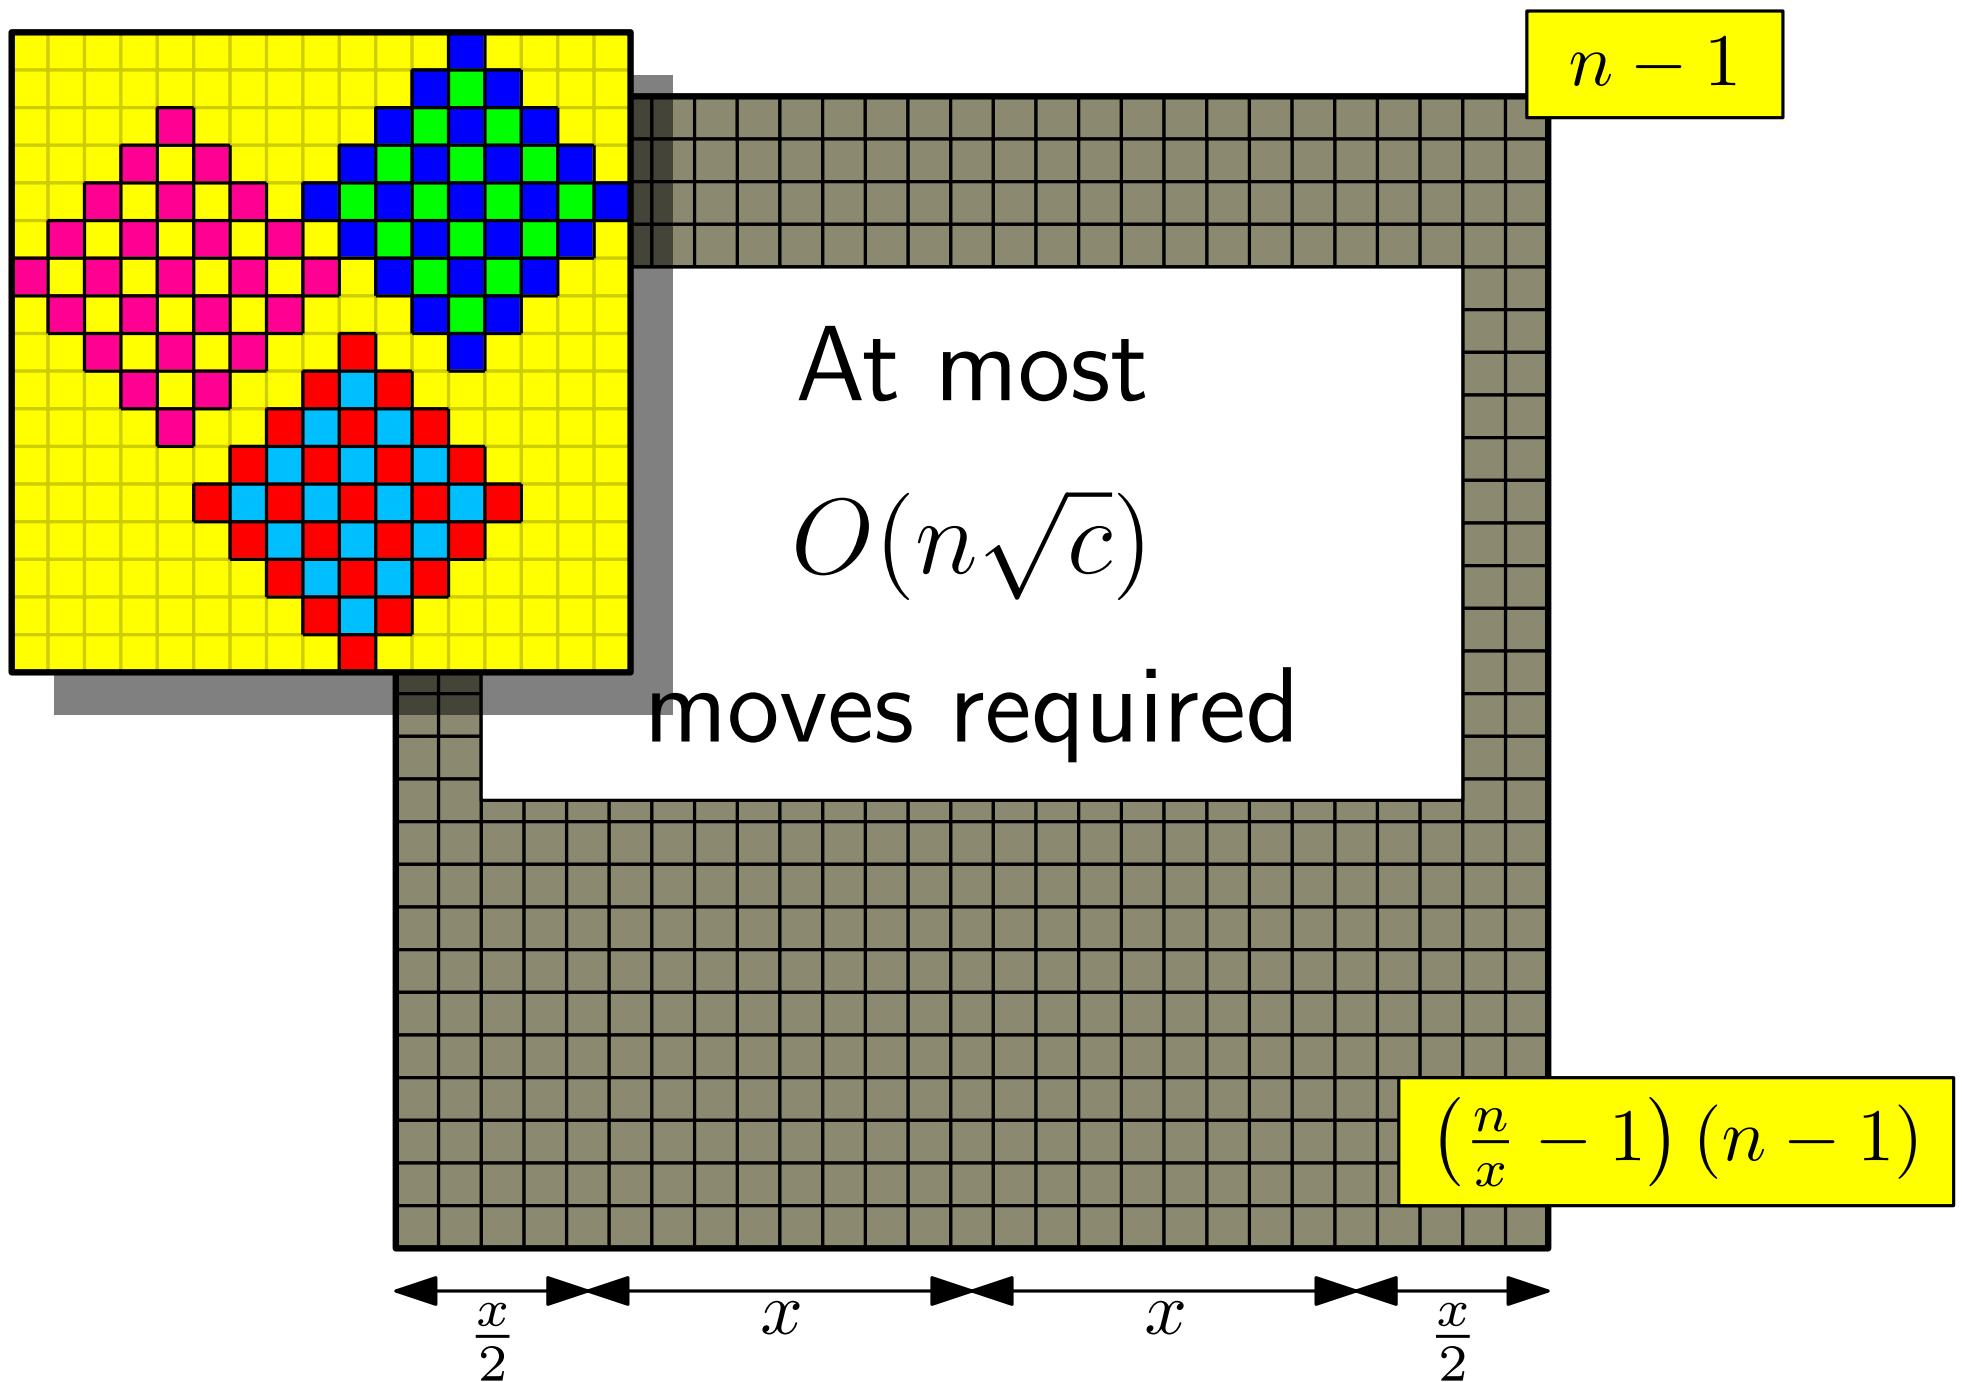 n − 1
At most
O(n√c)
moves required
(n/x − 1) (n − 1)
x/2 x x x/2